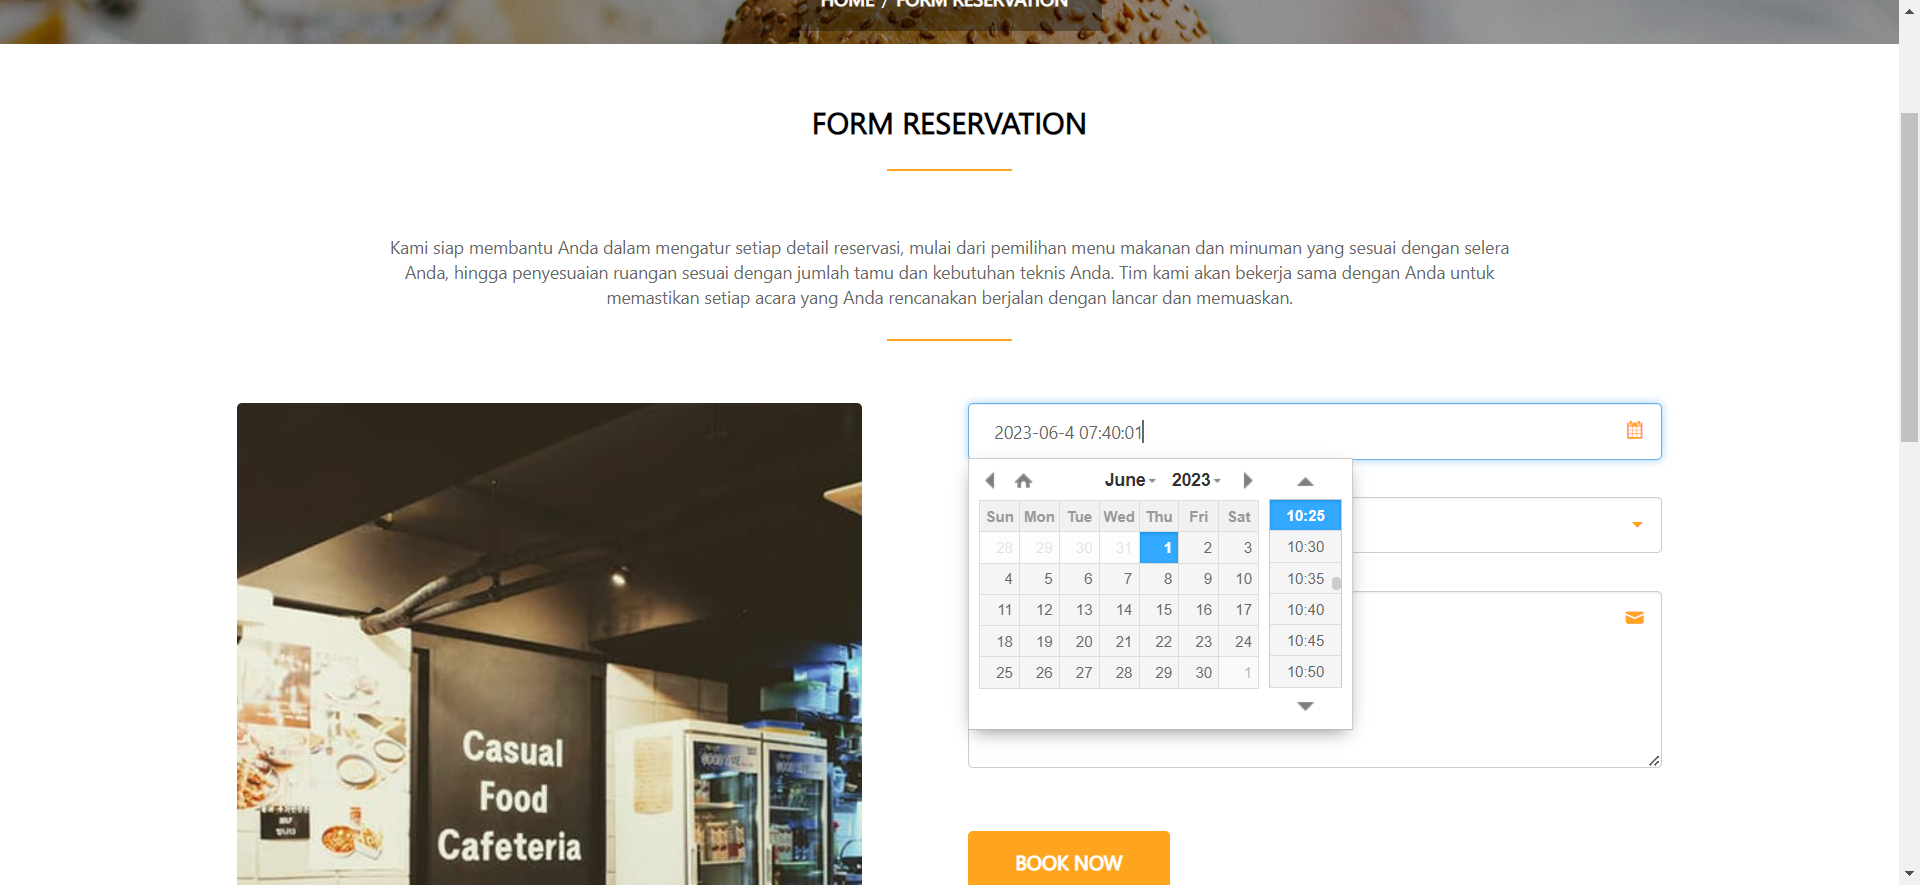 HOME / FORM RESERVATION
FORM RESERVATION
Kami siap membantu Anda dalam mengatur setiap detail reservasi, mulai dari pemilihan menu makanan dan minuman yang sesuai dengan selera
Anda, hingga penyesuaian ruangan sesuai dengan jumlah tamu dan kebutuhan teknis Anda. Tim kami akan bekerja sama dengan Anda untuk
memastikan setiap acara yang Anda rencanakan berjalan dengan lancar dan memuaskan.
2023-06-4 07:40:01
June 2023
Sun Mon Tue Wed Thu Fri Sat
28 29 30 31 1 2 3
4 5 6 7 8 9 10
11 12 13 14 15 16 17
18 19 20 21 22 23 24
25 26 27 28 29 30 1
10:25
10:30
10:35
10:40
10:45
10:50
Casual
Food
Cafeteria
BOOK NOW